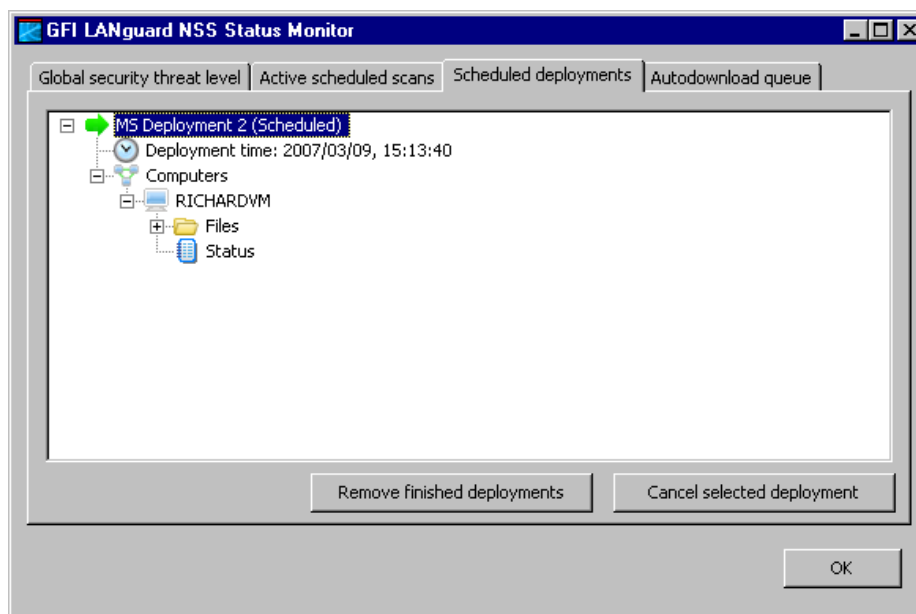 GFI LANguard NSS Status Monitor
Global security threat level
Active scheduled scans
Scheduled deployments
Autodownload queue
MS Deployment 2 (Scheduled)
Deployment time: 2007/03/09, 15:13:40
Computers
RICHARDVM
Files
Status
Remove finished deployments
Cancel selected deployment
OK